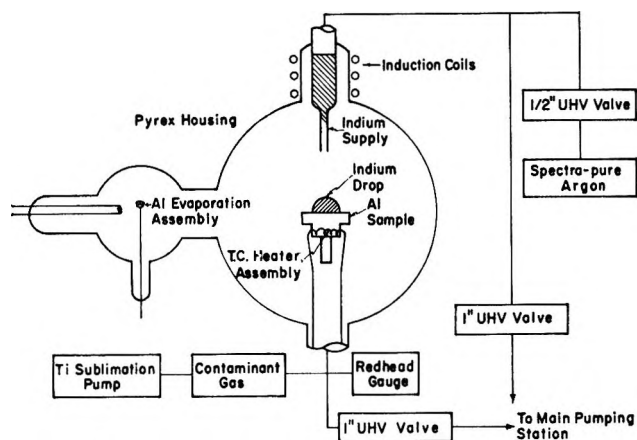 Induction Coils
Pyrex Housing
1/2" UHV Valve
Indium
Supply
Spectra-pure
Argon
Indium
Drop
Al
Sample
Al Evaporation
Assembly
T.C. Heater
Assembly
1" UHV Valve
Ti Sublimation
Pump
Contaminant
Gas
Redhead
Gauge
1" UHV Valve
To Main Pumping
Station